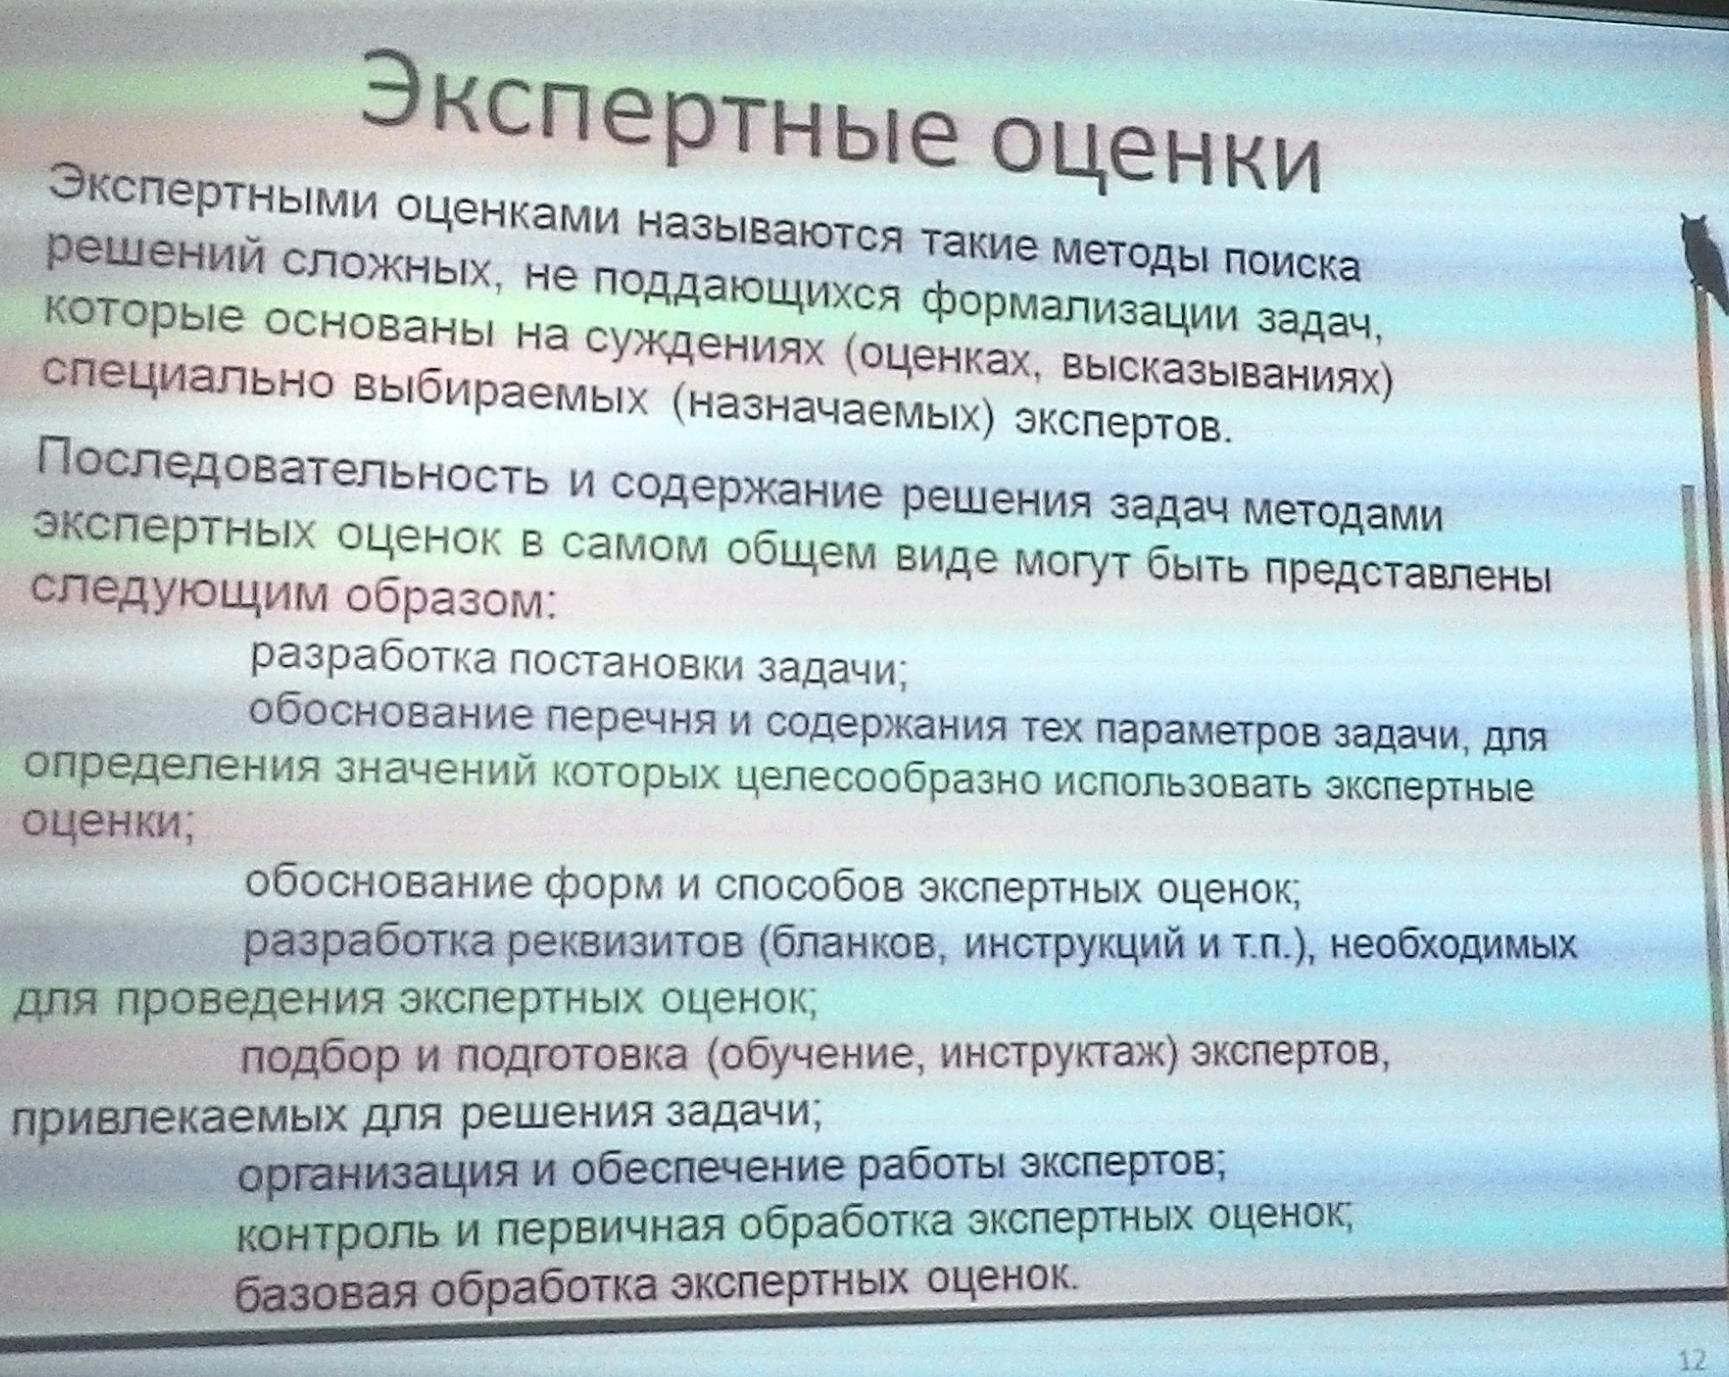 Экспертные оценки
Экспертными оценками называются такие методы поиска
решений сложных, не поддающихся формализации задач,
которые основаны на суждениях (оценках, высказываниях)
специально выбираемых (назначаемых) экспертов.
Последовательность и содержание решения задач методами
экспертных оценок в самом общем виде могут быть представлены
следующим образом:
разработка постановки задачи;
обоснование перечня и содержания тех параметров задачи, для
определения значений которых целесообразно использовать экспертные
оценки;
обоснование форм и способов экспертных оценок;
разработка реквизитов (бланков, инструкций и т.п.), необходимых
для проведения экспертных оценок;
подбор и подготовка (обучение, инструктаж) экспертов,
привлекаемых для решения задачи;
организация и обеспечение работы экспертов;
контроль и первичная обработка экспертных оценок;
базовая обработка экспертных оценок.
12